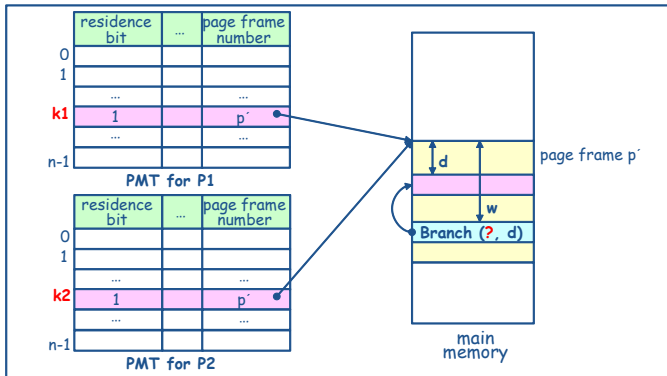 residence bit
...
page frame number
0
1
... ...
k1 1 p´
... ...
n-1
PMT for P1
residence bit
...
page frame number
0
1
... ...
k2 1 p´
... ...
n-1
PMT for P2
page frame p´
d
w
Branch (?, d)
main
memory